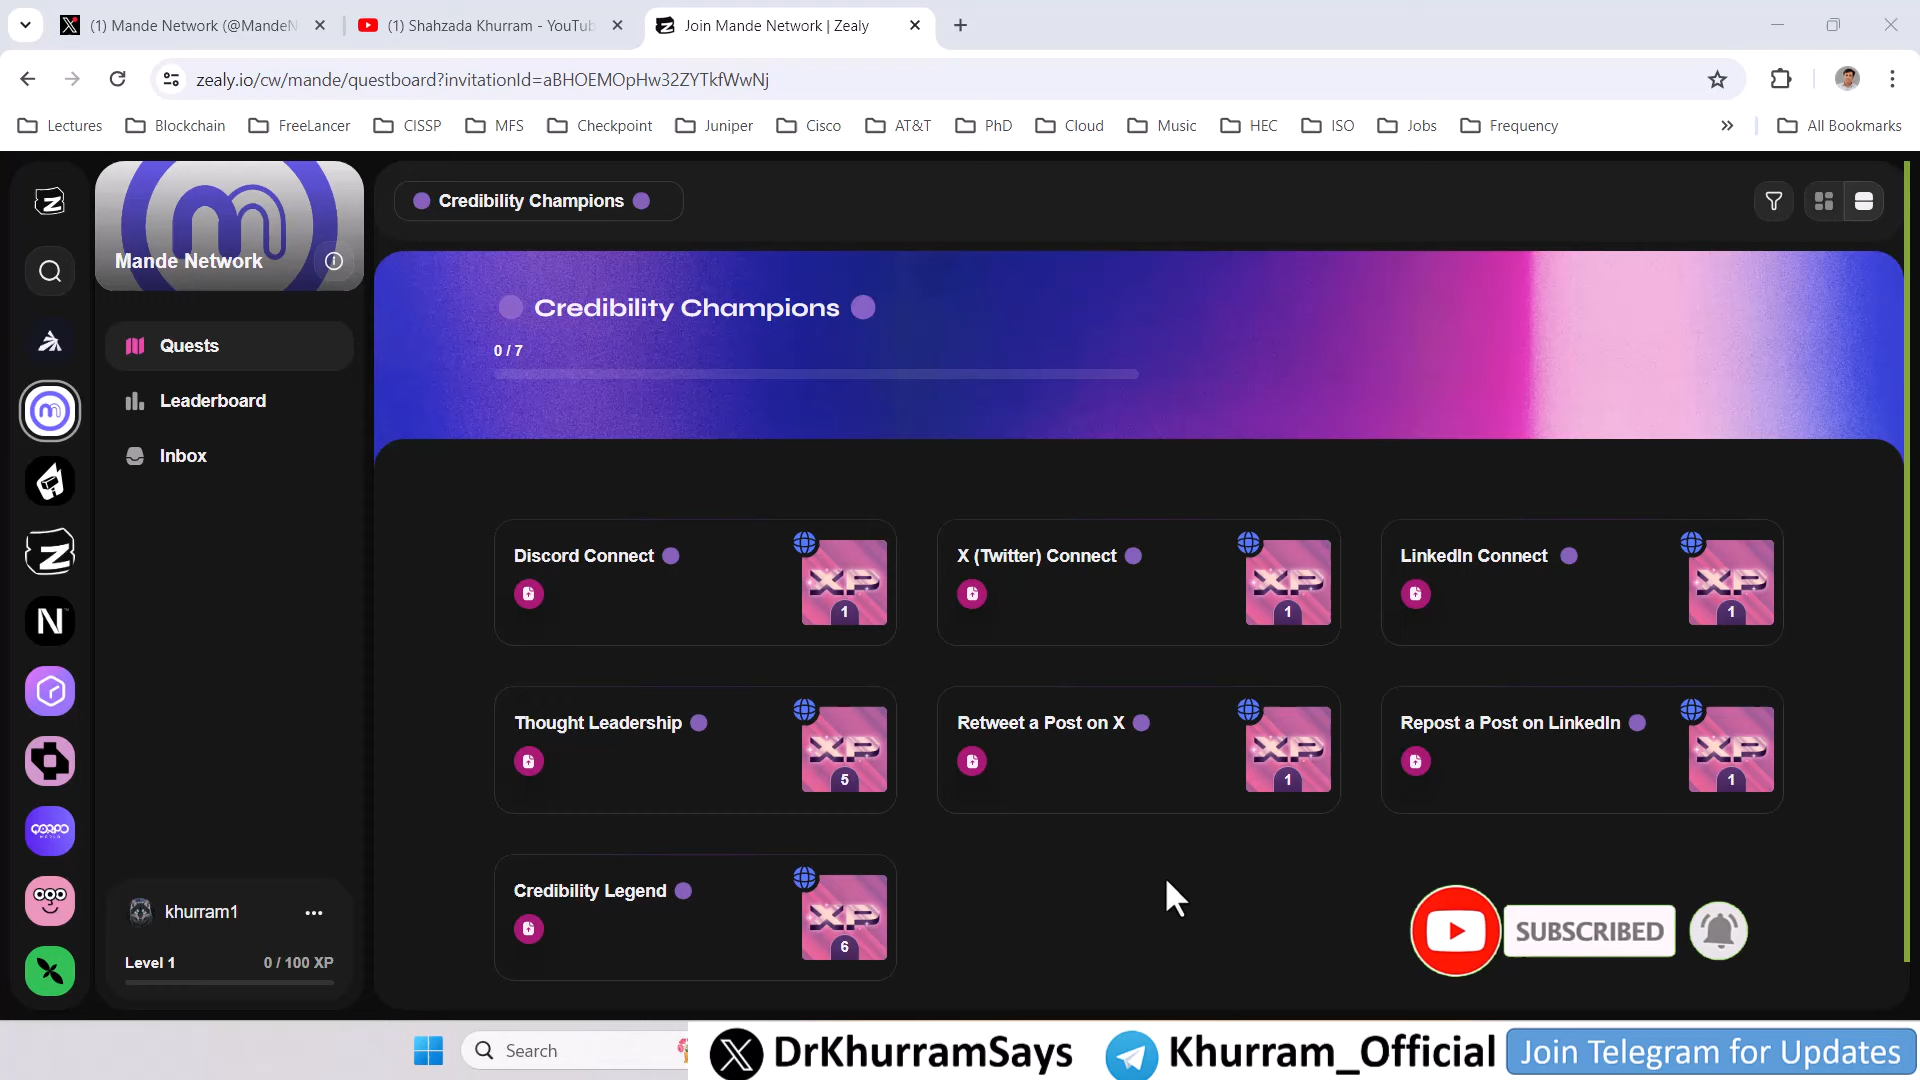 (1) Mande Network (@MandeN
(1) Shahzada Khurram - YouTub
Join Mande Network | Zealy
zealy.io/cw/mande/questboard?invitationId=aBHOEMOpHw32ZYTkfWwNj
Lectures
Blockchain
FreeLancer
CISSP
MFS
Checkpoint
Juniper
Cisco
AT&T
PhD
Cloud
Music
HEC
ISO
Jobs
Frequency
All Bookmarks
Mande Network
Quests
Leaderboard
Inbox
N
QORPO
WORLD
khurram1
Level 1
0 / 100 XP
Credibility Champions
Credibility Champions
0 / 7
Discord Connect
XP
1
X (Twitter) Connect
XP
1
LinkedIn Connect
XP
1
Thought Leadership
XP
5
Retweet a Post on X
XP
1
Repost a Post on LinkedIn
XP
1
Credibility Legend
XP
6
SUBSCRIBED
Search
DrKhurramSays
Khurram_Official
Join Telegram for Updates